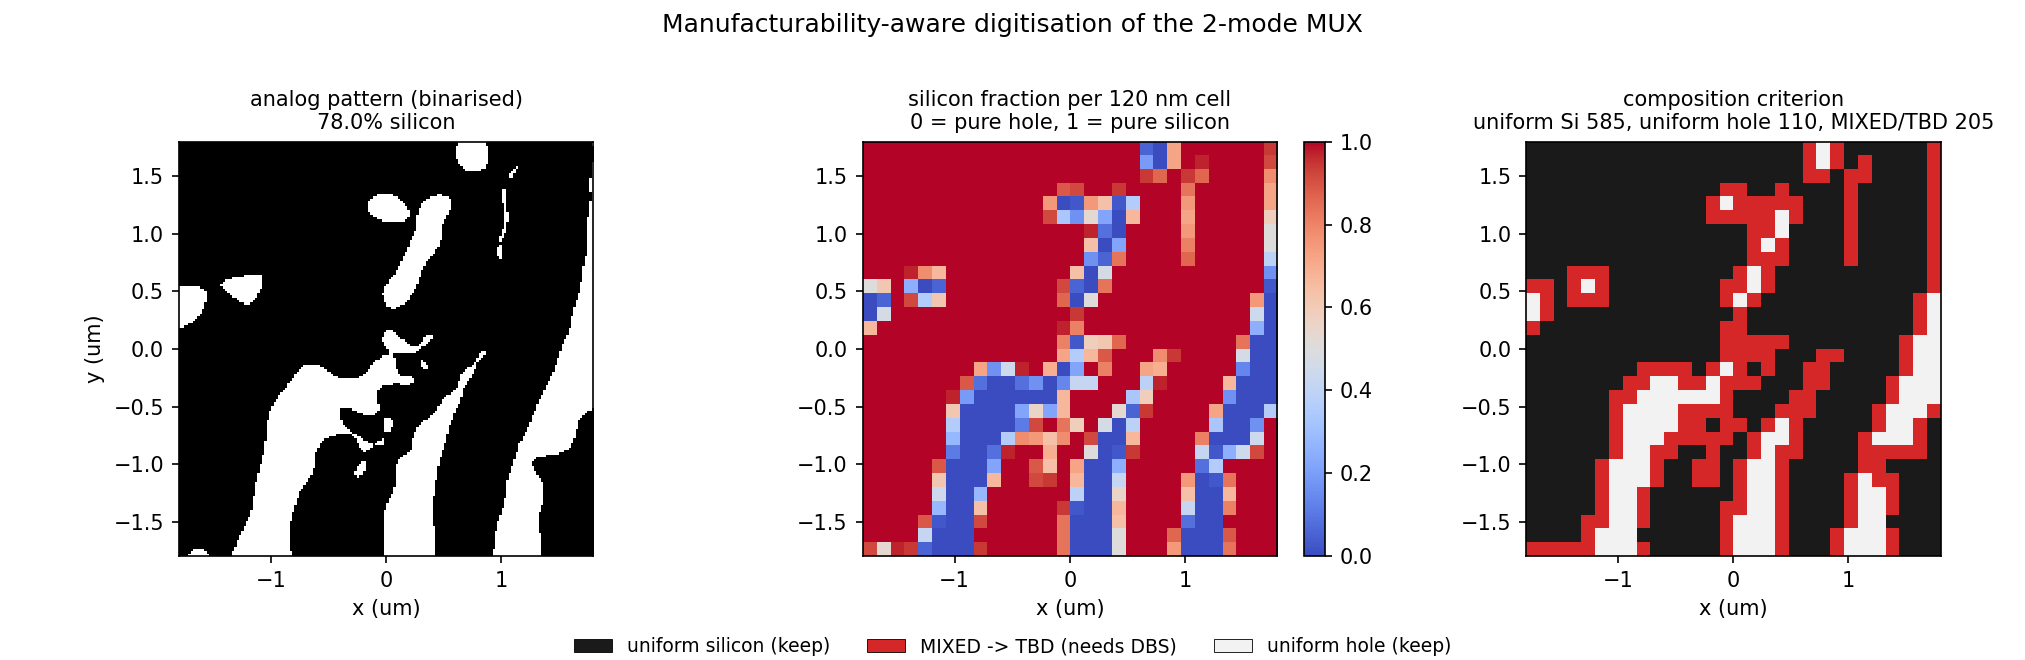 Manufacturability-aware digitisation of the 2-mode MUX
analog pattern (binarised)
78.0% silicon
1.5
1.0
0.5
0.0
−0.5
−1.0
−1.5
y (um)
−1
0
1
x (um)
silicon fraction per 120 nm cell
0 = pure hole, 1 = pure silicon
1.5
1.0
0.5
0.0
−0.5
−1.0
−1.5
−1
0
1
x (um)
1.0
0.8
0.6
0.4
0.2
0.0
composition criterion
uniform Si 585, uniform hole 110, MIXED/TBD 205
1.5
1.0
0.5
0.0
−0.5
−1.0
−1.5
−1
0
1
x (um)
uniform silicon (keep)
MIXED -> TBD (needs DBS)
uniform hole (keep)